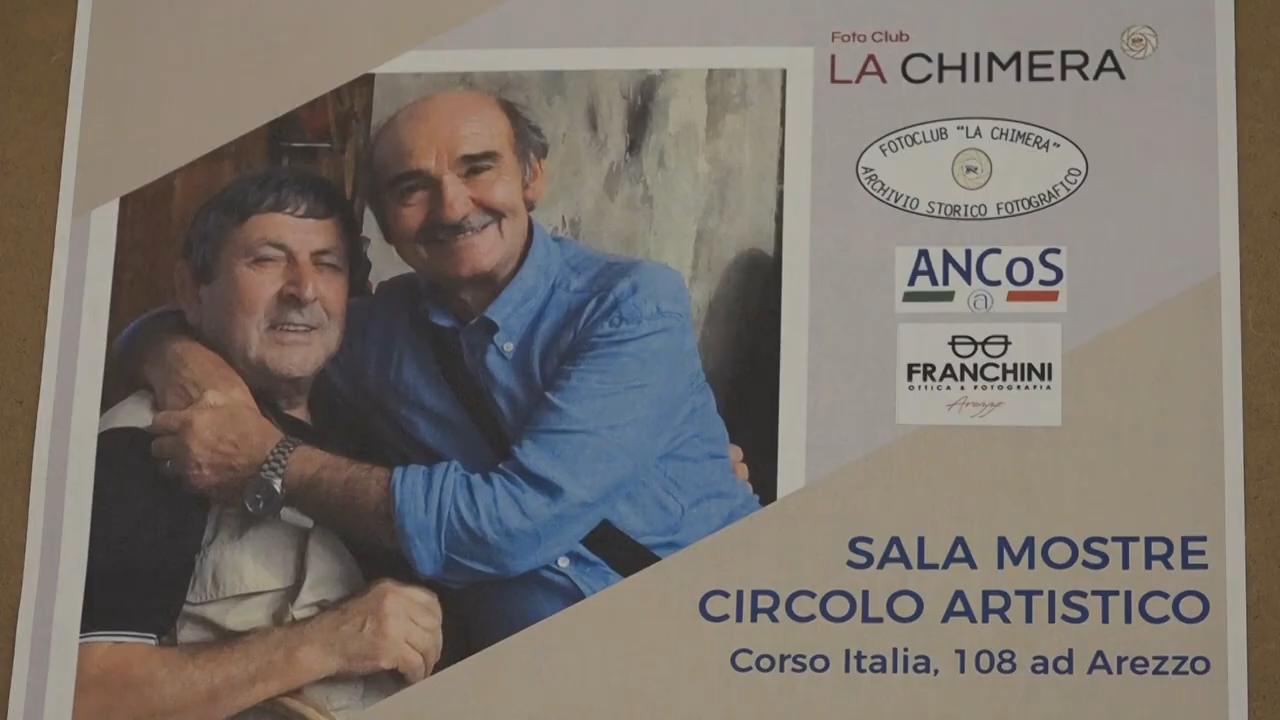 Foto Club
LA CHIMERA
FOTOCLUB "LA CHIMERA"
ARCHIVIO STORICO FOTOGRAFICO
ANCoS
@
FRANCHINI
OTTICA & FOTOGRAFIA
Arezzo
SALA MOSTRE
CIRCOLO ARTISTICO
Corso Italia, 108 ad Arezzo